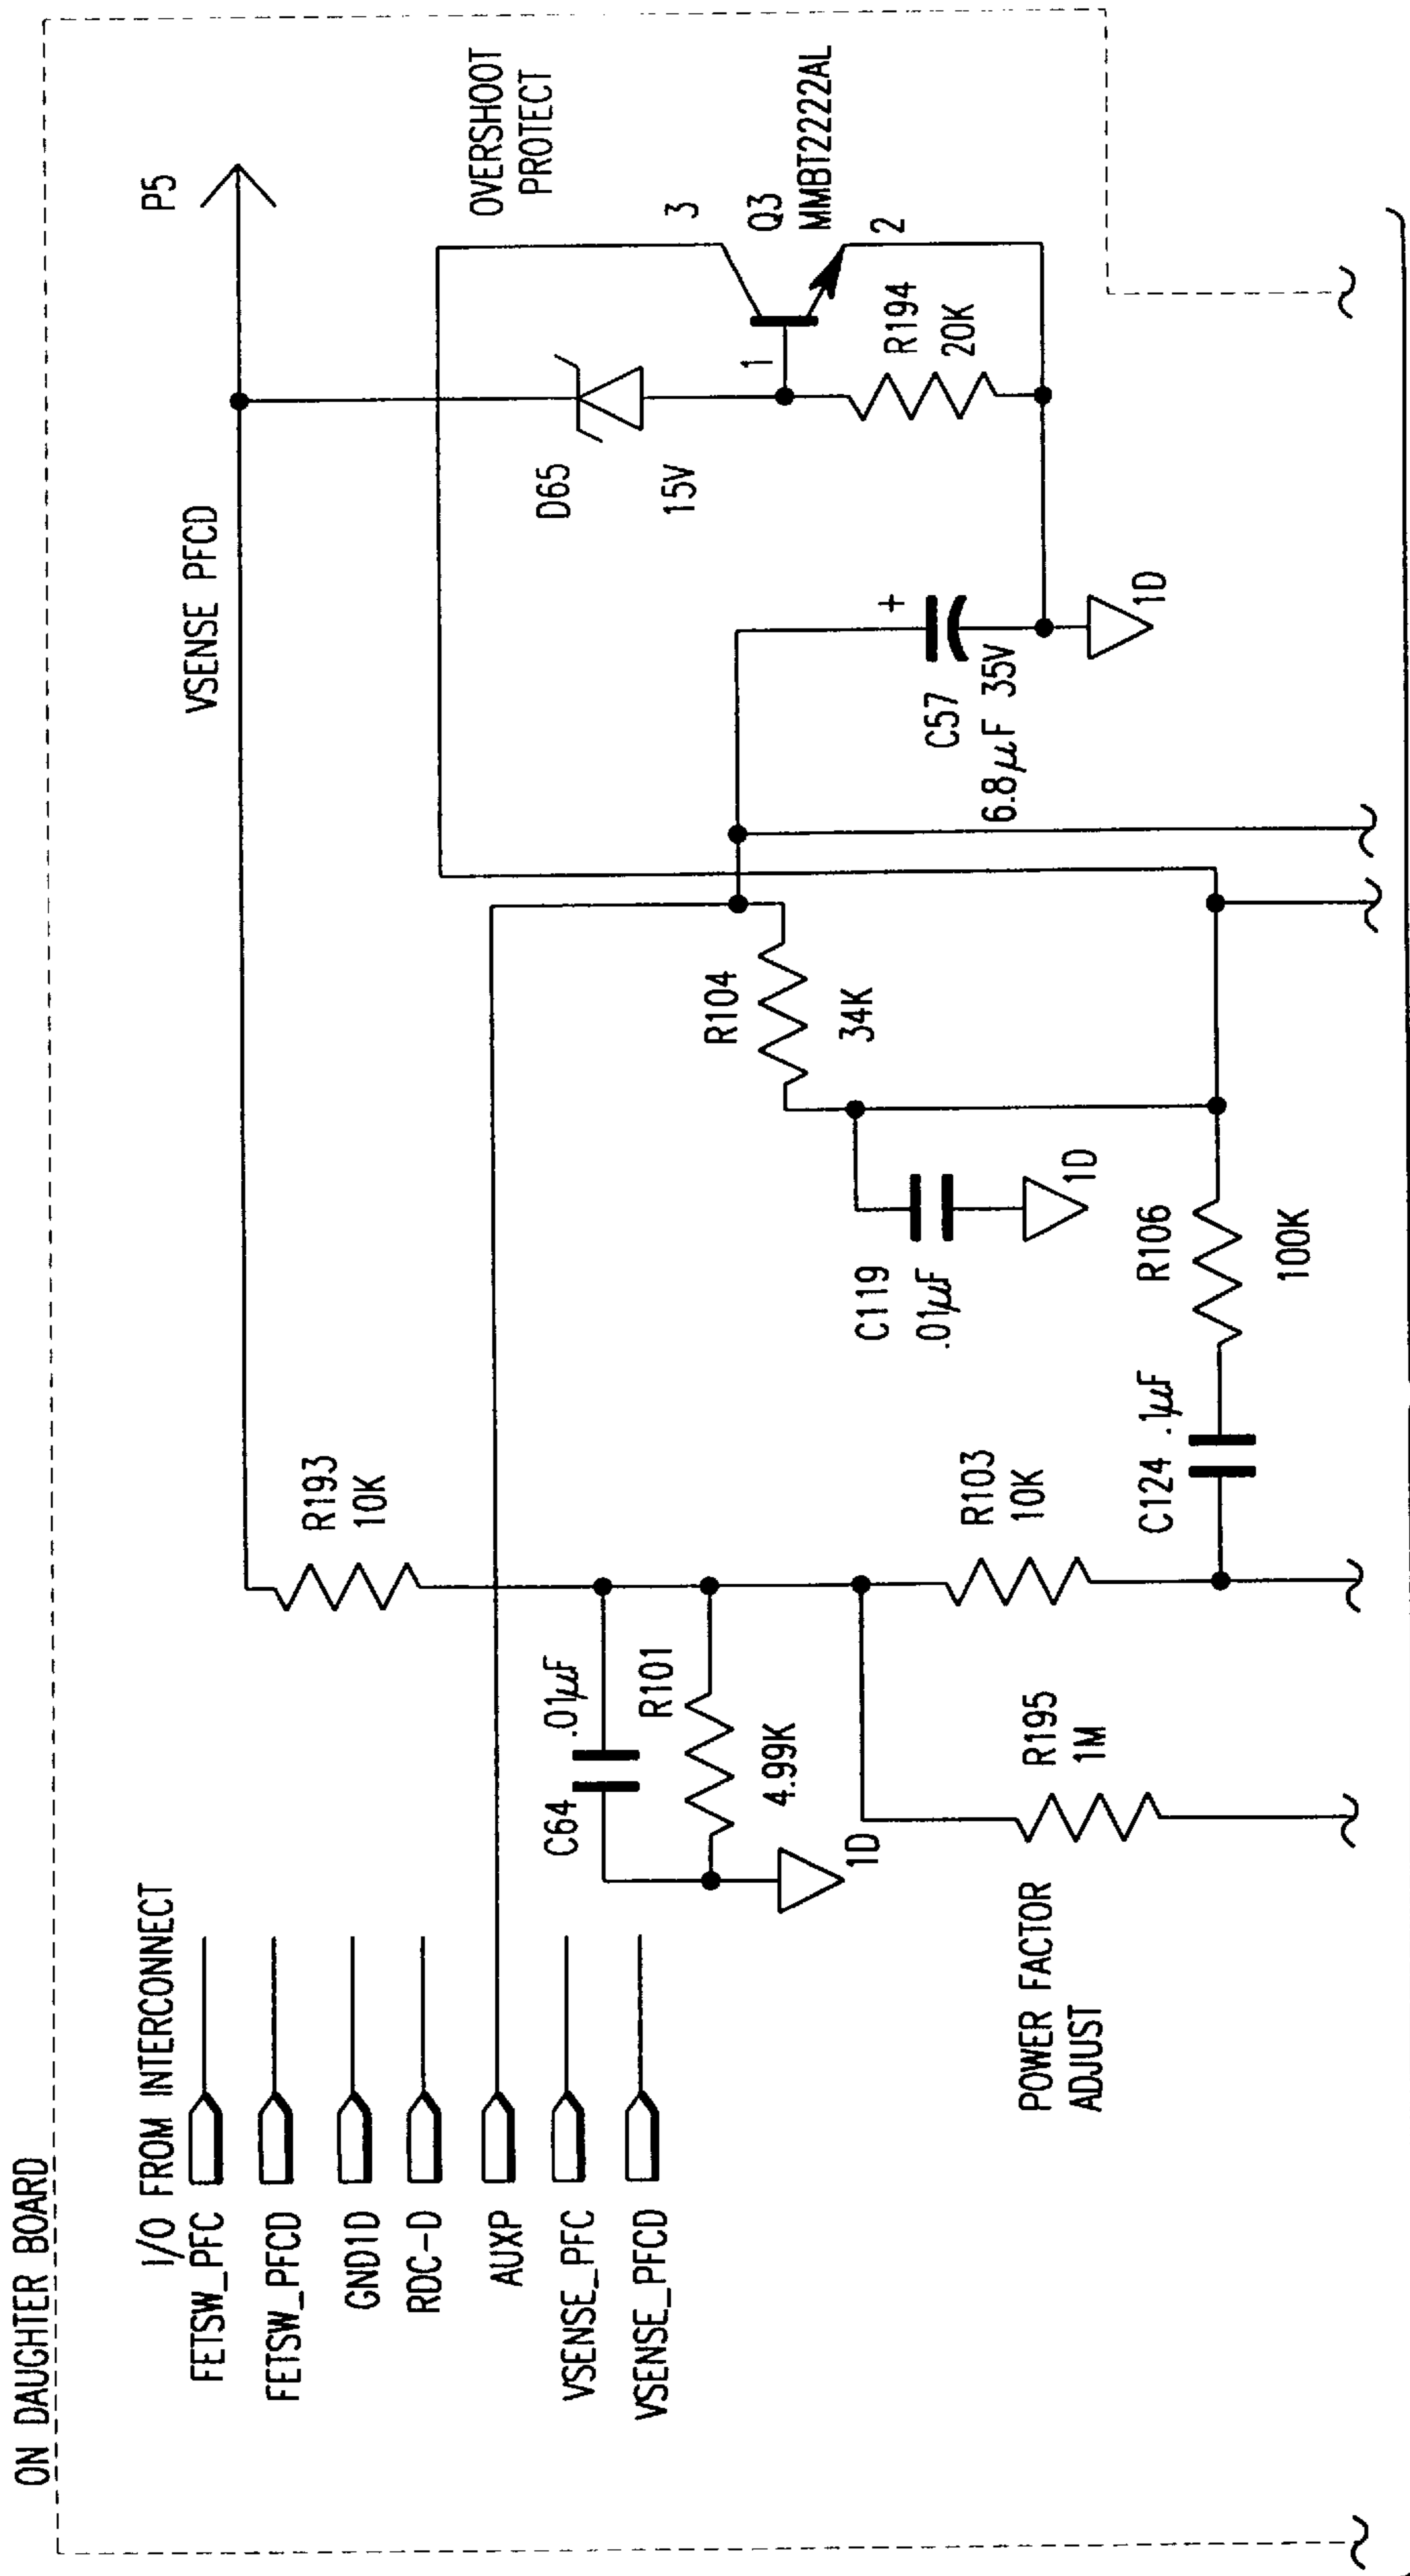 ON DAUGHTER BOARD
I/O FROM INTERCONNECT
FETSW_PFC
FETSW_PFCD
GND1D
RDC-D
AUXP
VSENSE_PFC
VSENSE_PFCD
VSENSE PFCD
P5
R193
10K
C64
.01µF
R101
4.99K
1D
POWER FACTOR
ADJUST
R195
1M
R103
10K
C124
.1µF
R106
100K
C119
.01µF
1D
R104
34K
C57
6.8µF 35V
+
1D
D65
15V
OVERSHOOT
PROTECT
3
Q3
MMBT2222AL
1
2
R194
20K